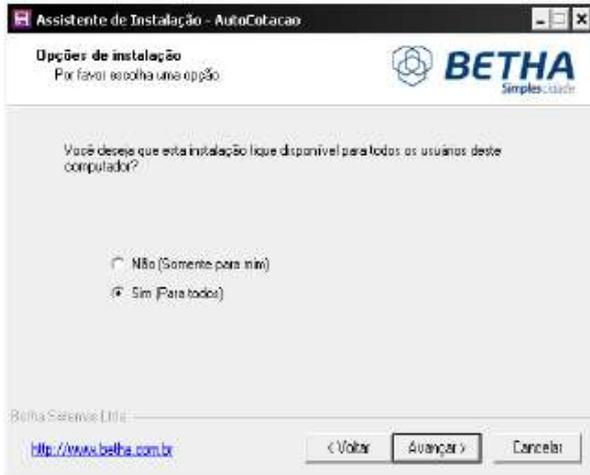 Assistente de Instalação - AutoCotacao
Opções de instalação
Por favor escolha uma opção
BETHA
Simplescidade
Você deseja que esta instalação fique disponível para todos os usuários deste
computador?
Não (Somente para mim)
Sim (Para todos)
Betha Sistemas Ltda
http://www.betha.com.br
< Voltar
Avançar >
Cancelar